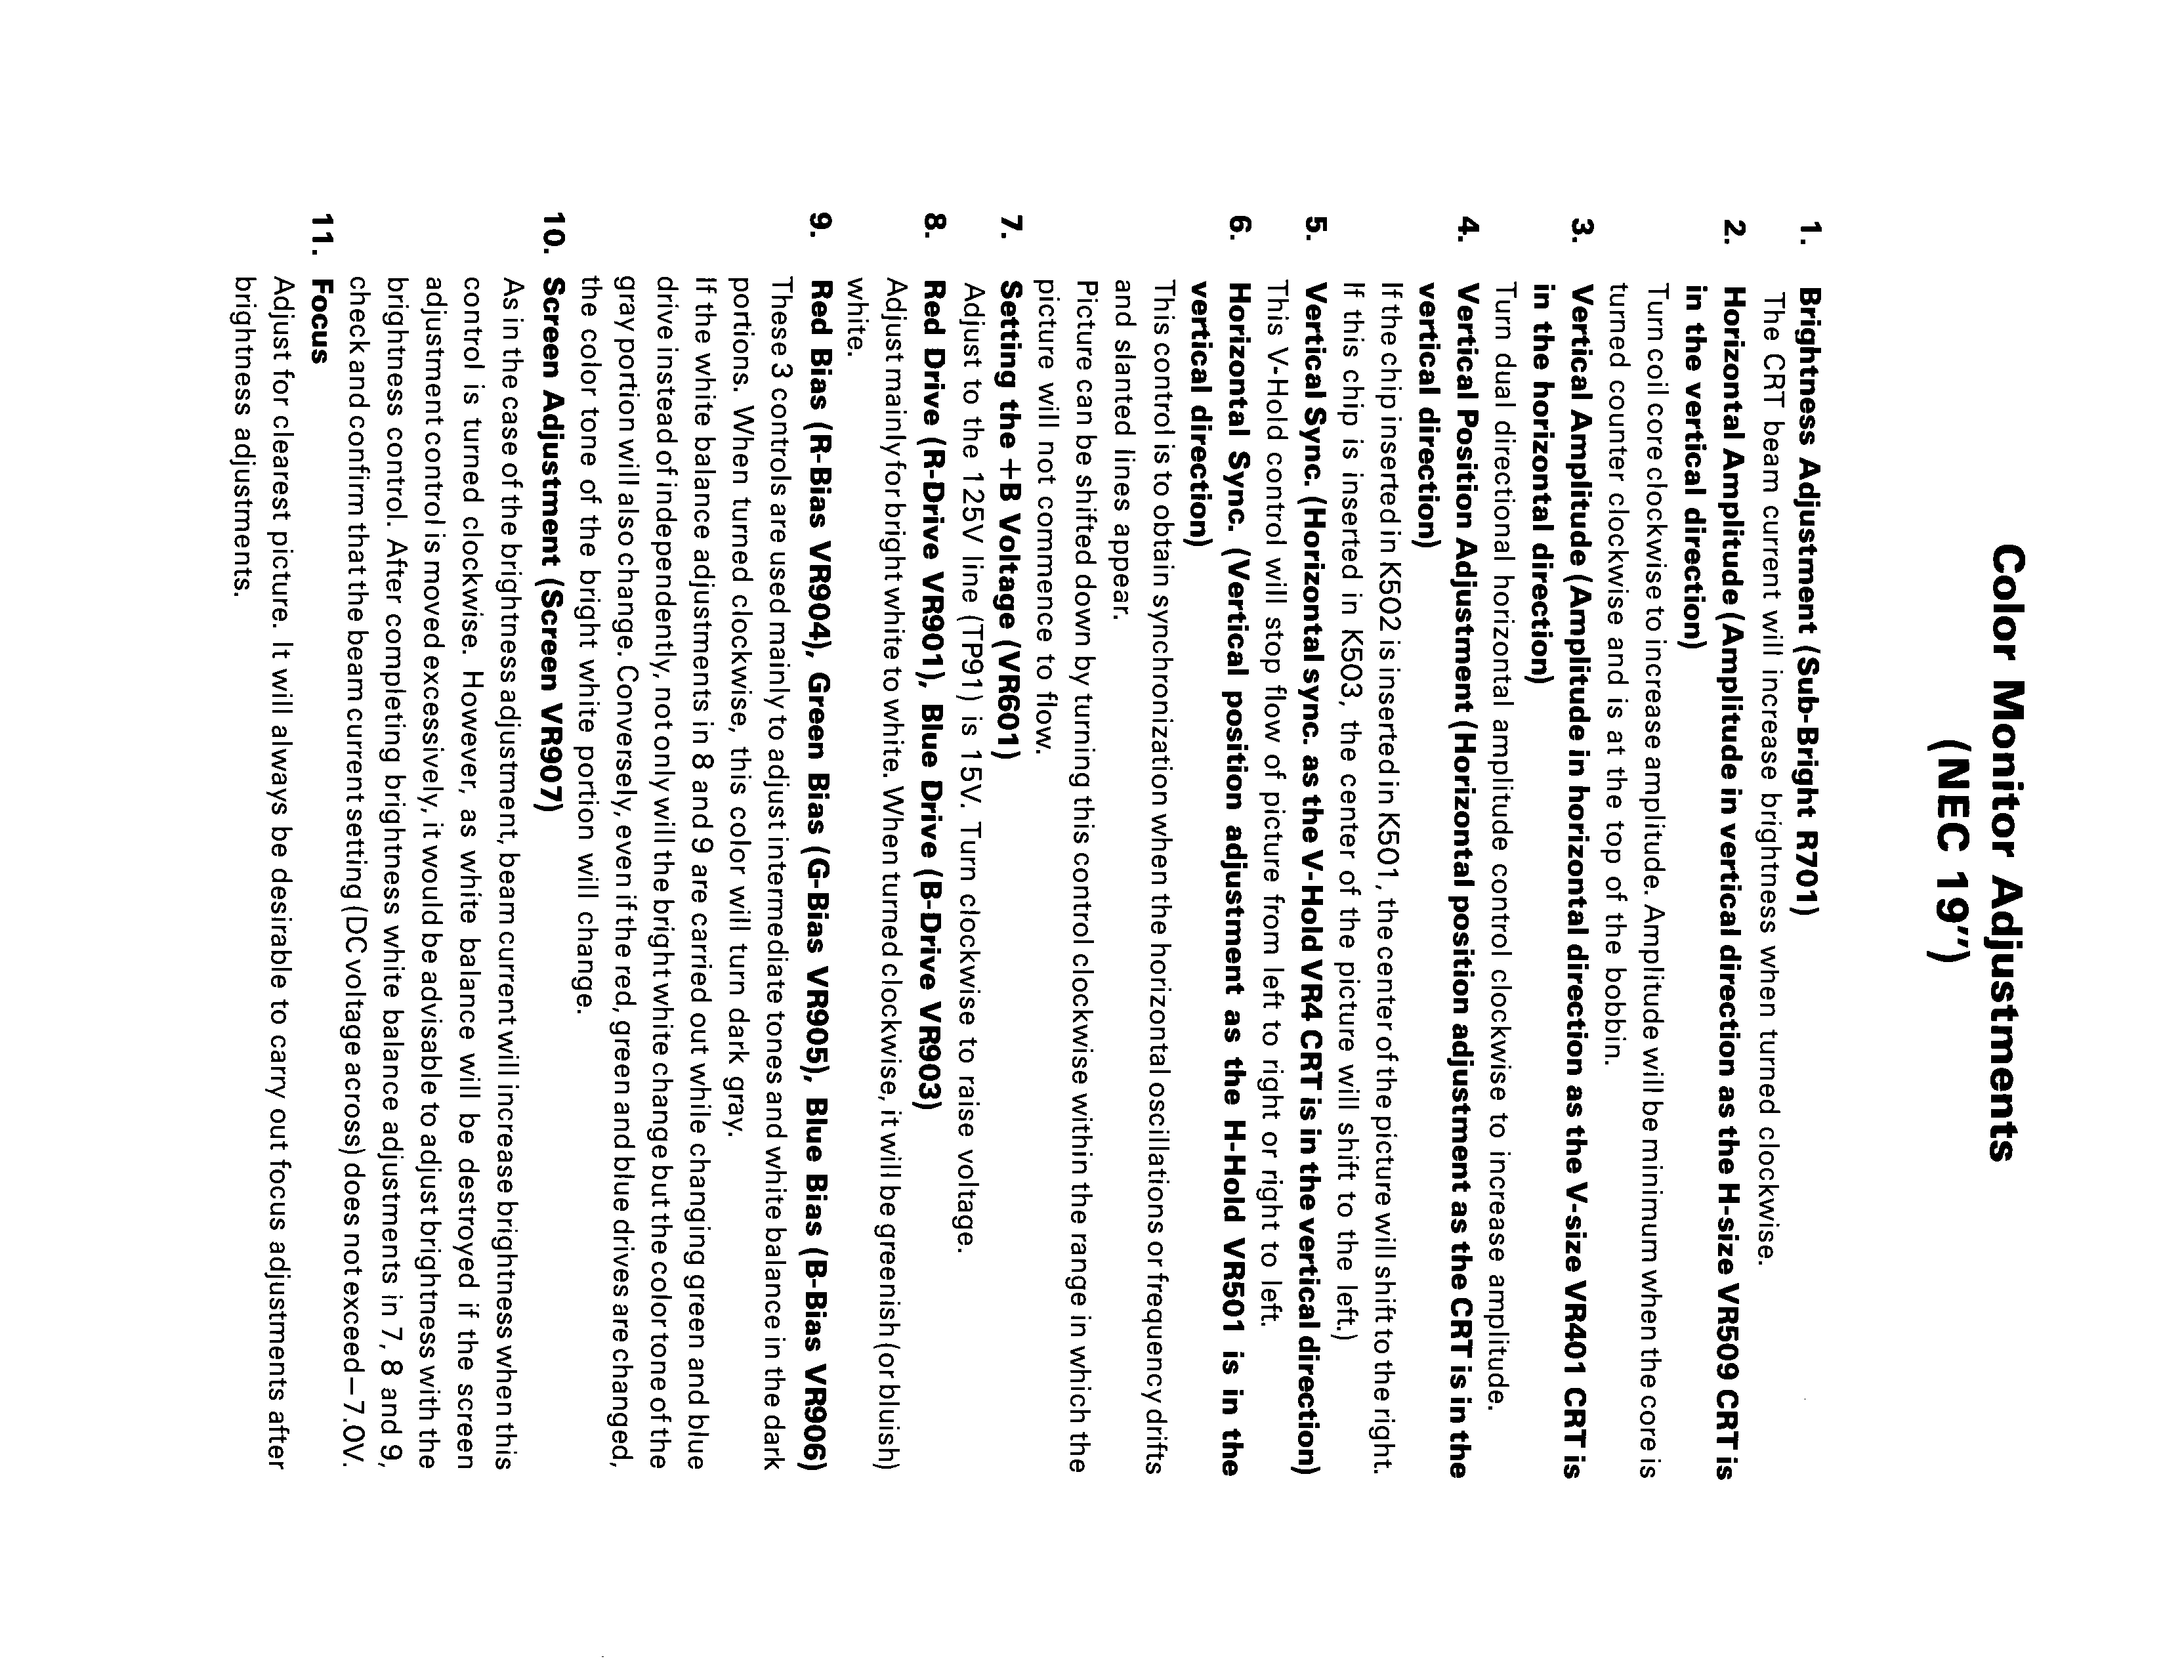 Color Monitor Adjustments
(NEC 19")
1. Brightness Adjustment (Sub-Bright R701)
The CRT beam current will increase brightness when turned clockwise.
2. Horizontal Amplitude (Amplitude in vertical direction as the H-size VR509 CRT is
in the vertical direction)
Turn coil core clockwise to increase amplitude. Amplitude will be minimum when the core is
turned counter clockwise and is at the top of the bobbin.
3. Vertical Amplitude (Amplitude in horizontal direction as the V-size VR401 CRT is
in the horizontal direction)
Turn dual directional horizontal amplitude control clockwise to increase amplitude.
4. Vertical Position Adjustment (Horizontal position adjustment as the CRT is in the
vertical direction)
If the chip inserted in K502 is inserted in K501, the center of the picture will shift to the right.
If this chip is inserted in K503, the center of the picture will shift to the left.)
5. Vertical Sync. (Horizontal sync. as the V-Hold VR4 CRT is in the vertical direction)
This V-Hold control will stop flow of picture from left to right or right to left.
6. Horizontal Sync. (Vertical position adjustment as the H-Hold VR501 is in the
vertical direction)
This control is to obtain synchronization when the horizontal oscillations or frequency drifts
and slanted lines appear.
Picture can be shifted down by turning this control clockwise within the range in which the
picture will not commence to flow.
7. Setting the +B Voltage (VR601)
Adjust to the 125V line (TP91) is 15V. Turn clockwise to raise voltage.
8. Red Drive (R-Drive VR901), Blue Drive (B-Drive VR903)
Adjust mainly for bright white to white. When turned clockwise, it will be greenish (or bluish)
white.
9. Red Bias (R-Bias VR904), Green Bias (G-Bias VR905), Blue Bias (B-Bias VR906)
These 3 controls are used mainly to adjust intermediate tones and white balance in the dark
portions. When turned clockwise, this color will turn dark gray.
If the white balance adjustments in 8 and 9 are carried out while changing green and blue
drive instead of independently, not only will the bright white change but the color tone of the
gray portion will also change. Conversely, even if the red, green and blue drives are changed,
the color tone of the bright white portion will change.
10. Screen Adjustment (Screen VR907)
As in the case of the brightness adjustment, beam current will increase brightness when this
control is turned clockwise. However, as white balance will be destroyed if the screen
adjustment control is moved excessively, it would be advisable to adjust brightness with the
brightness control. After completing brightness white balance adjustments in 7, 8 and 9,
check and confirm that the beam current setting (DC voltage across) does not exceed –7.0V.
11. Focus
Adjust for clearest picture. It will always be desirable to carry out focus adjustments after
brightness adjustments.